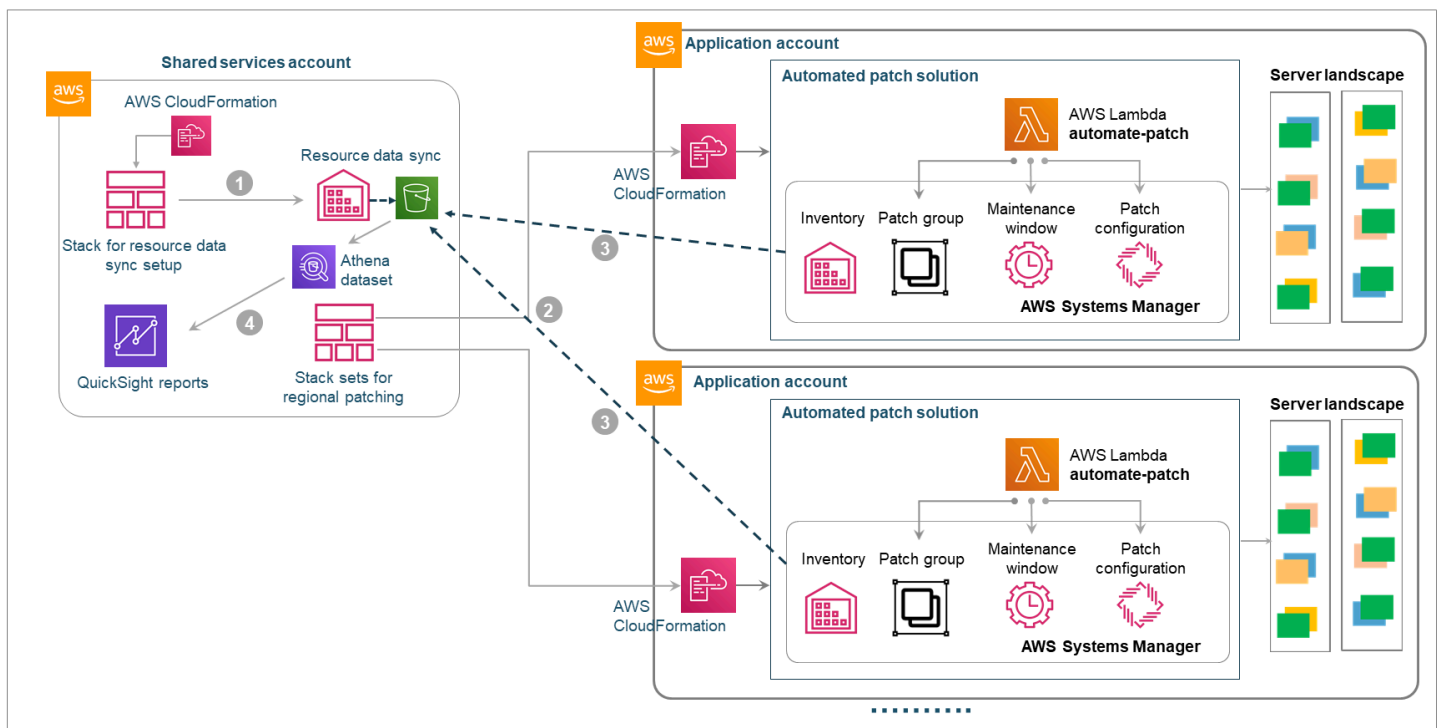 Shared services account
aws
AWS CloudFormation
Resource data sync
1
Stack for resource data
sync setup
Athena
dataset
4
QuickSight reports
Stack sets for
regional patching
2
3
3
aws
Application account
Automated patch solution
Server landscape
AWS Lambda
automate-patch
AWS
CloudFormation
Inventory
Patch group
Maintenance
window
Patch
configuration
AWS Systems Manager
aws
Application account
Automated patch solution
Server landscape
AWS Lambda
automate-patch
AWS
CloudFormation
Inventory
Patch group
Maintenance
window
Patch
configuration
AWS Systems Manager